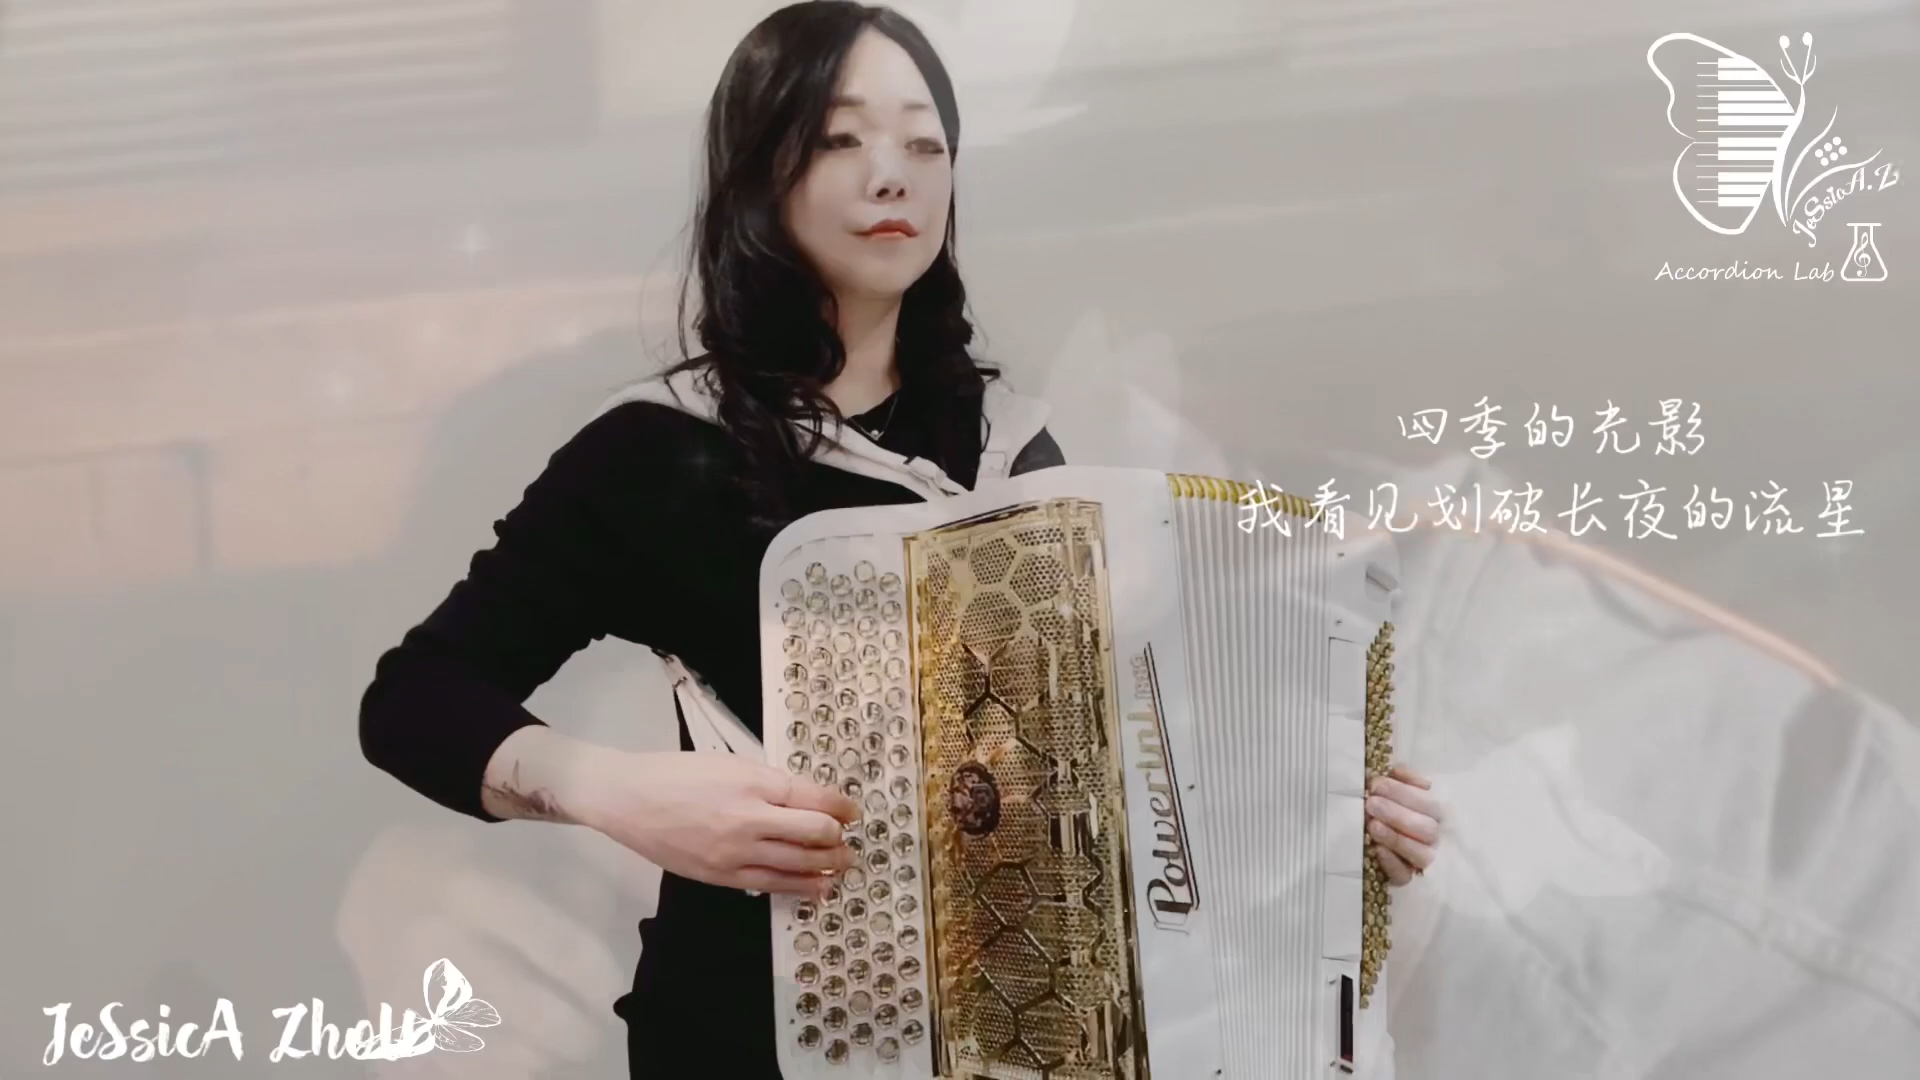 JeSsicA.Z
Accordion Lab
四季的光影
我看见划破长夜的流星
Powertini
JeSsicA ZhoU